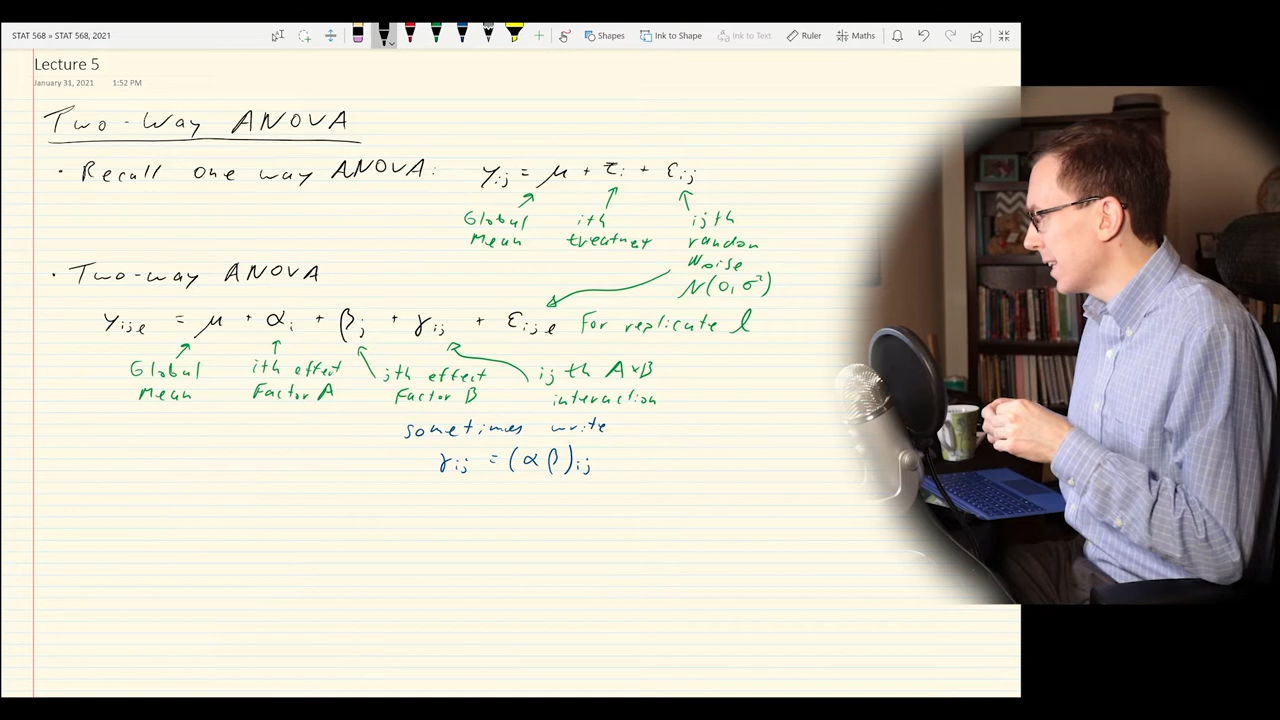 STAT 568 » STAT 568, 2021
Shapes
Ink to Shape
Ink to Text
Ruler
Maths
Lecture 5
January 31, 2021 1:52 PM
Two-Way ANOVA
· Recall one way ANOVA: yij = μ + τi + εij
Global Mean
ith treatmet
ijth random Noise
N(0, σ²)
· Two-way ANOVA
yijl = μ + αi + βj + γij + εijl For replicate l
Global Mean
ith effect Factor A
jth effect Factor B
ij th A×B interaction
sometimes write
γij = (αβ)ij